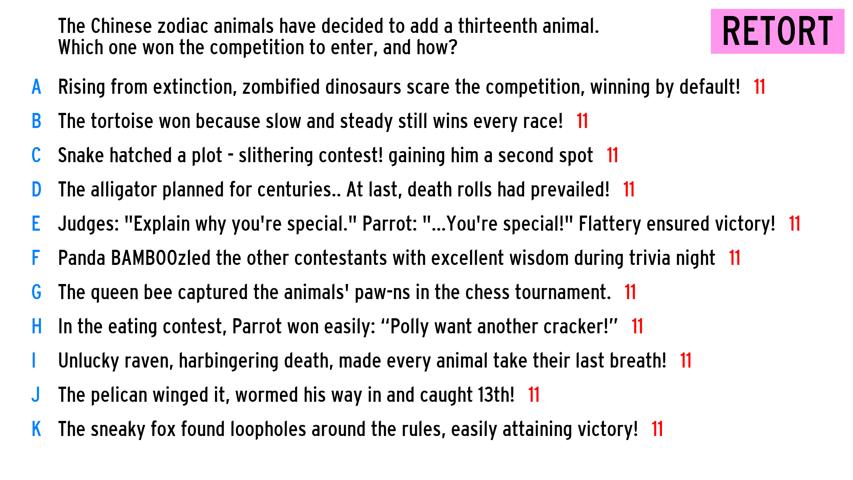 The Chinese zodiac animals have decided to add a thirteenth animal.
Which one won the competition to enter, and how?
RETORT
A Rising from extinction, zombified dinosaurs scare the competition, winning by default! 11
B The tortoise won because slow and steady still wins every race! 11
C Snake hatched a plot - slithering contest! gaining him a second spot 11
D The alligator planned for centuries.. At last, death rolls had prevailed! 11
E Judges: "Explain why you're special." Parrot: "...You're special!" Flattery ensured victory! 11
F Panda BAMBOOzled the other contestants with excellent wisdom during trivia night 11
G The queen bee captured the animals' paw-ns in the chess tournament. 11
H In the eating contest, Parrot won easily: “Polly want another cracker!” 11
I Unlucky raven, harbingering death, made every animal take their last breath! 11
J The pelican winged it, wormed his way in and caught 13th! 11
K The sneaky fox found loopholes around the rules, easily attaining victory! 11